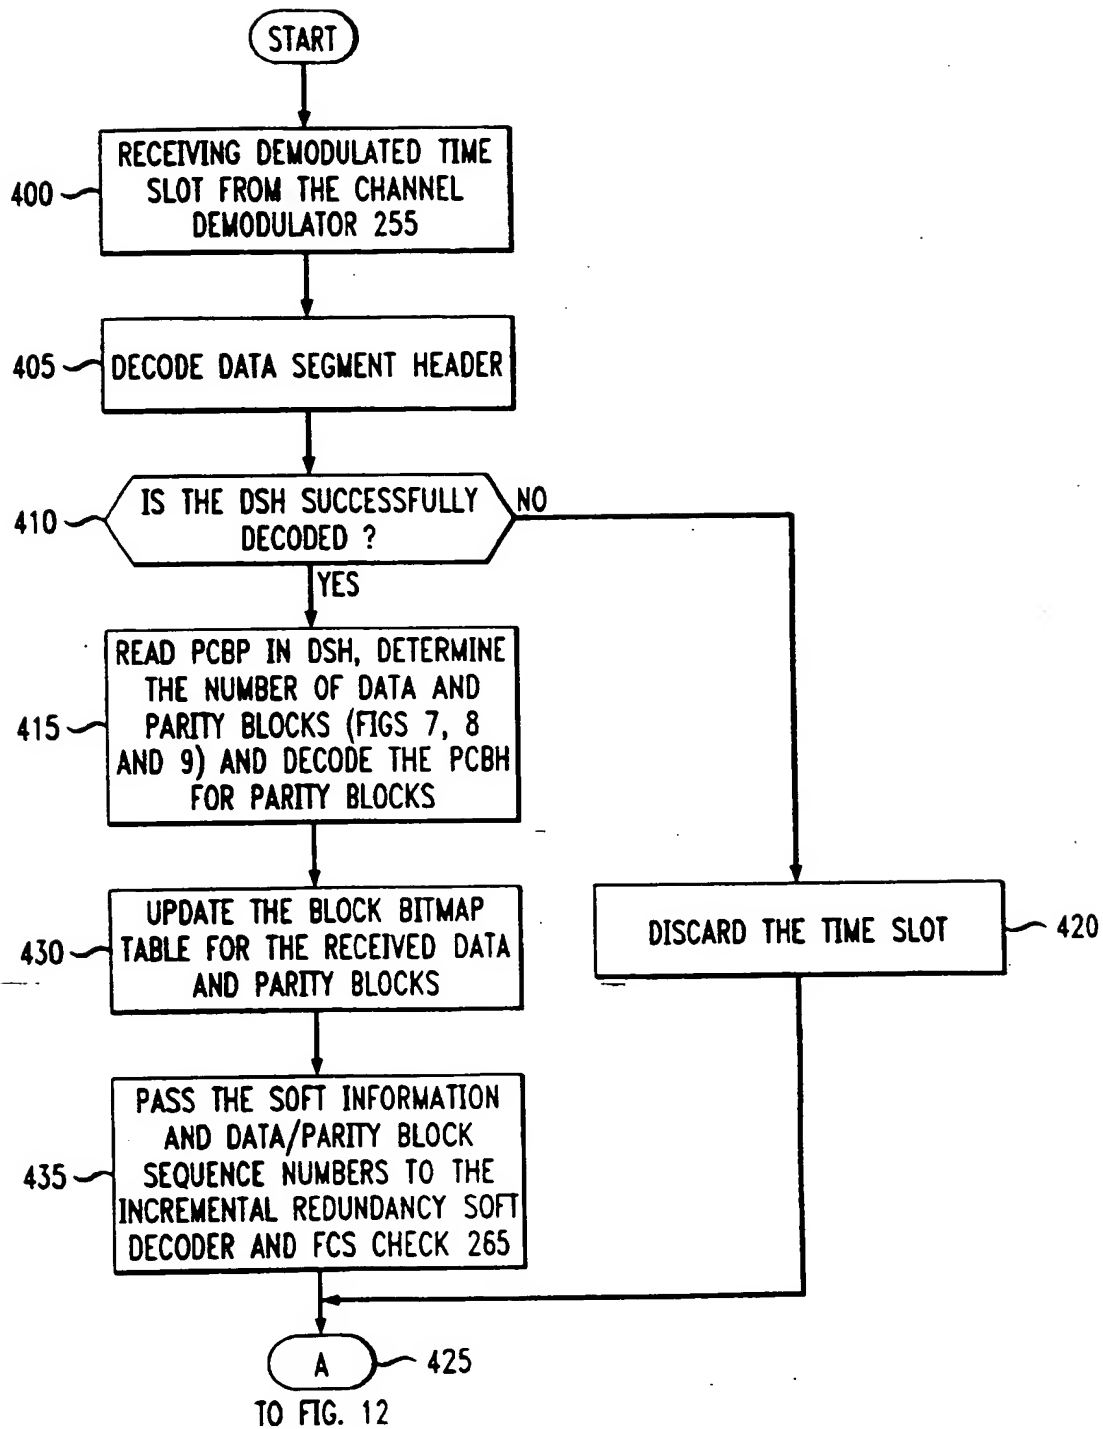 START
RECEIVING DEMODULATED TIME
SLOT FROM THE CHANNEL
DEMODULATOR 255
400
DECODE DATA SEGMENT HEADER
405
IS THE DSH SUCCESSFULLY
DECODED ?
410
NO
YES
READ PCBP IN DSH, DETERMINE
THE NUMBER OF DATA AND
PARITY BLOCKS (FIGS 7, 8
AND 9) AND DECODE THE PCBH
FOR PARITY BLOCKS
415
UPDATE THE BLOCK BITMAP
TABLE FOR THE RECEIVED DATA
AND PARITY BLOCKS
430
DISCARD THE TIME SLOT
420
PASS THE SOFT INFORMATION
AND DATA/PARITY BLOCK
SEQUENCE NUMBERS TO THE
INCREMENTAL REDUNDANCY SOFT
DECODER AND FCS CHECK 265
435
A
425
TO FIG. 12